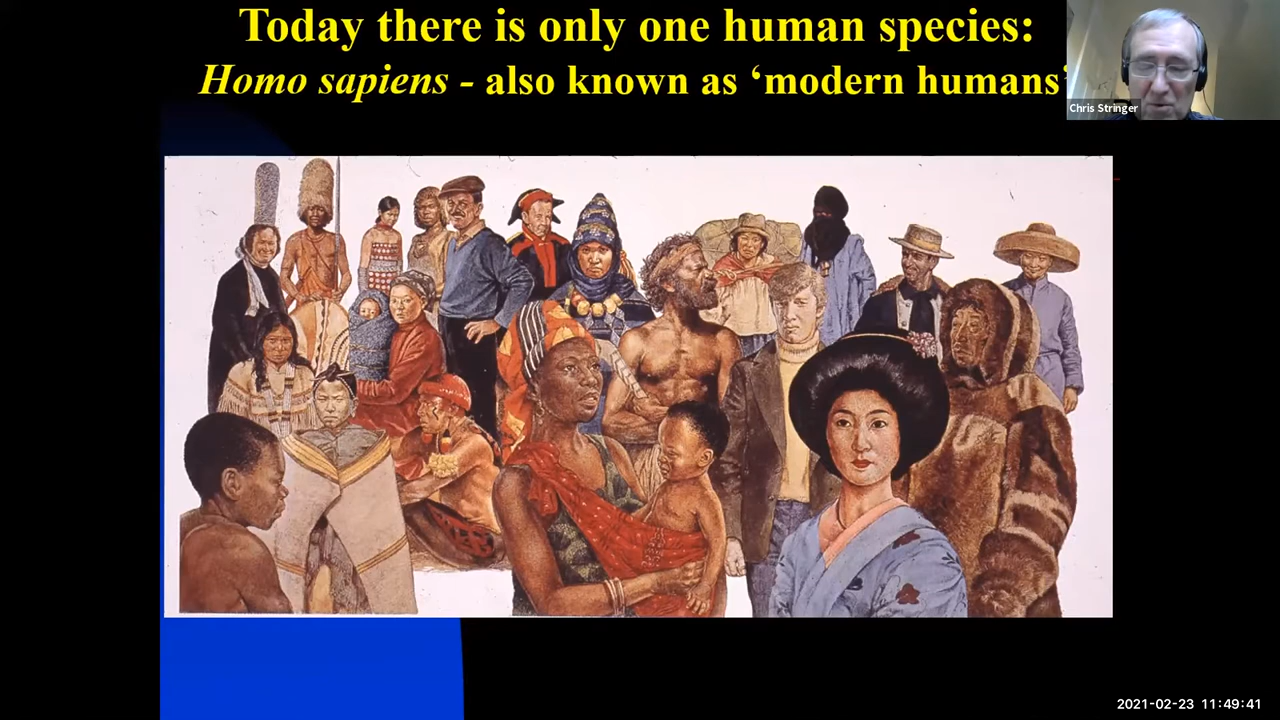 Today there is only one human species:
Homo sapiens - also known as ‘modern humans’
Chris Stringer
2021-02-23 11:49:41